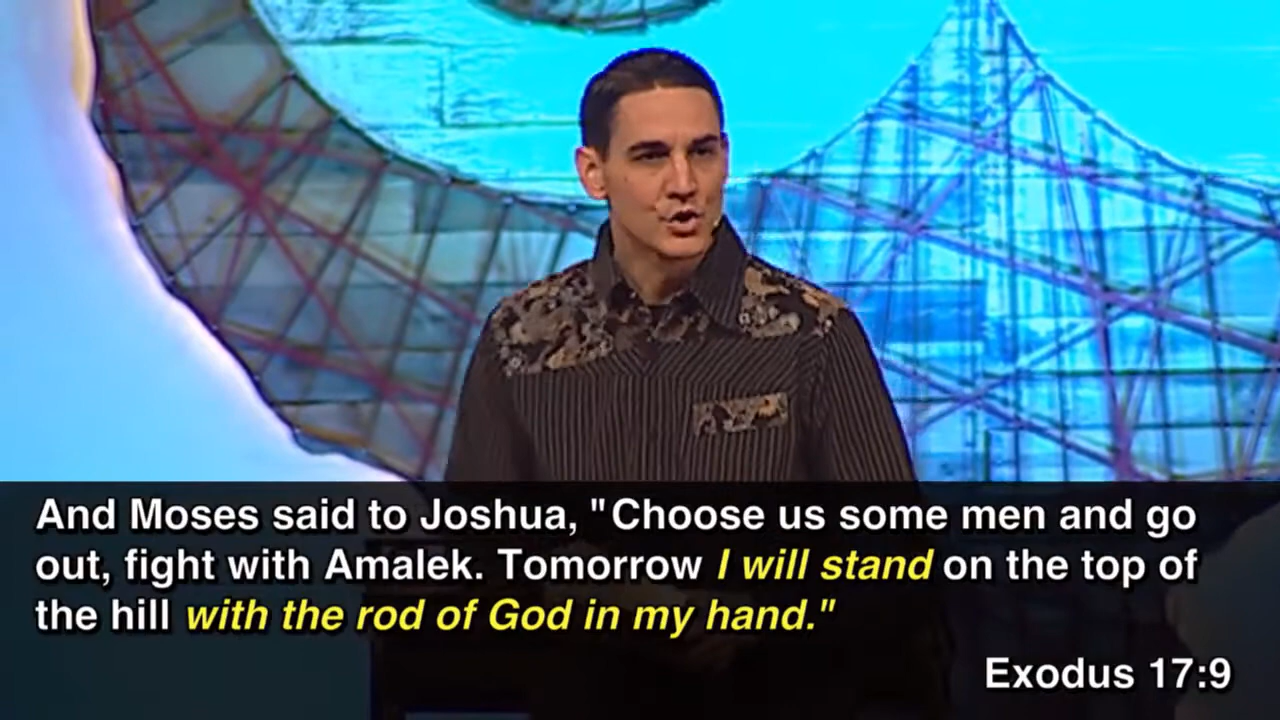 And Moses said to Joshua, "Choose us some men and go
out, fight with Amalek. Tomorrow I will stand on the top of
the hill with the rod of God in my hand."
Exodus 17:9